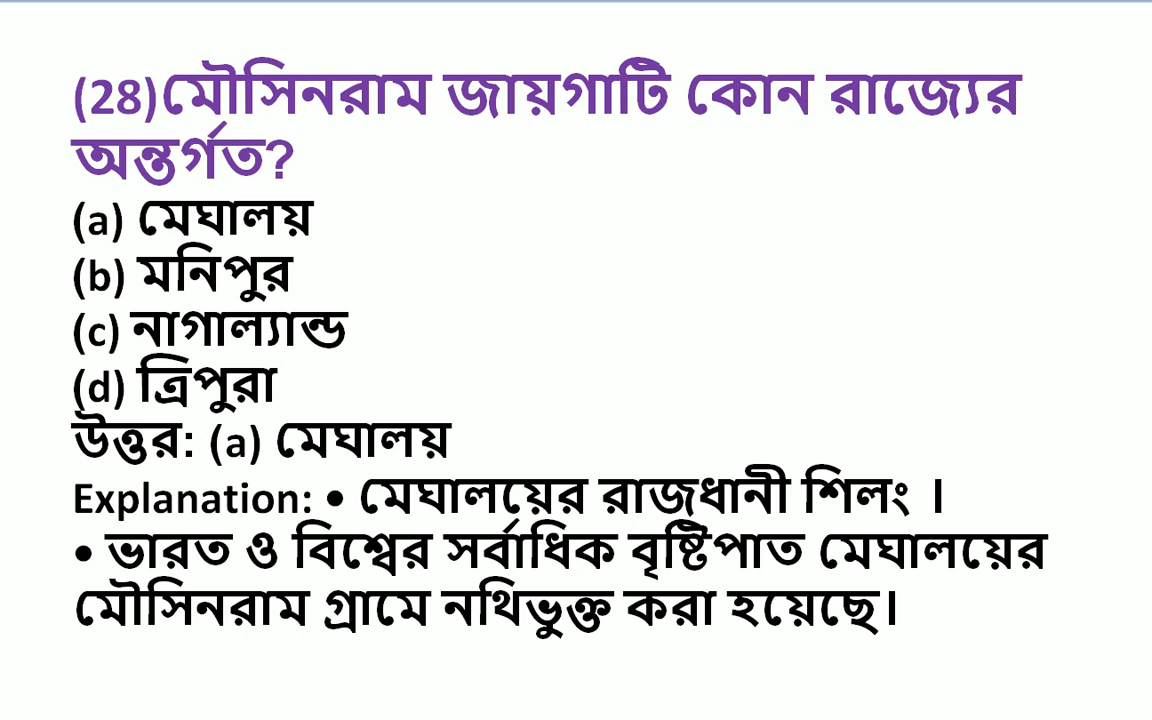 (28)মৌসিনরাম জায়গাটি কোন রাজ্যের
অন্তর্গত?
(a) মেঘালয়
(b) মনিপুর
(c) নাগাল্যান্ড
(d) ত্রিপুরা
উত্তর: (a) মেঘালয়
Explanation: • মেঘালয়ের রাজধানী শিলং ।
• ভারত ও বিশ্বের সর্বাধিক বৃষ্টিপাত মেঘালয়ের
মৌসিনরাম গ্রামে নথিভুক্ত করা হয়েছে।